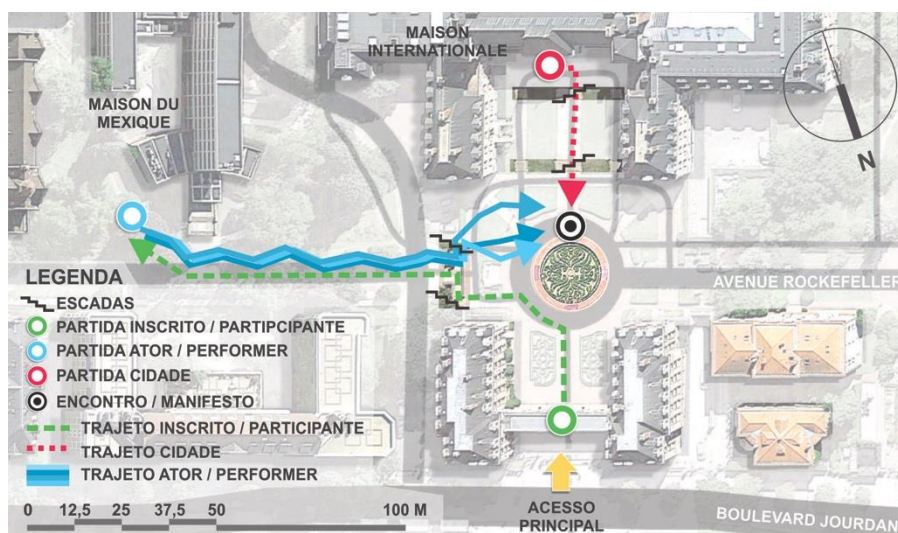 MAISON
INTERNATIONALE
MAISON DU
MEXIQUE
N
AVENUE ROCKEFELLER
LEGENDA
ESCADAS
PARTIDA INSCRITO / PARTIPCIPANTE
PARTIDA ATOR / PERFORMER
PARTIDA CIDADE
ENCONTRO / MANIFESTO
TRAJETO INSCRITO / PARTICIPANTE
TRAJETO CIDADE
TRAJETO ATOR / PERFORMER
0 12,5 25 37,5 50 100 M
ACESSO
PRINCIPAL
BOULEVARD JOURDAN